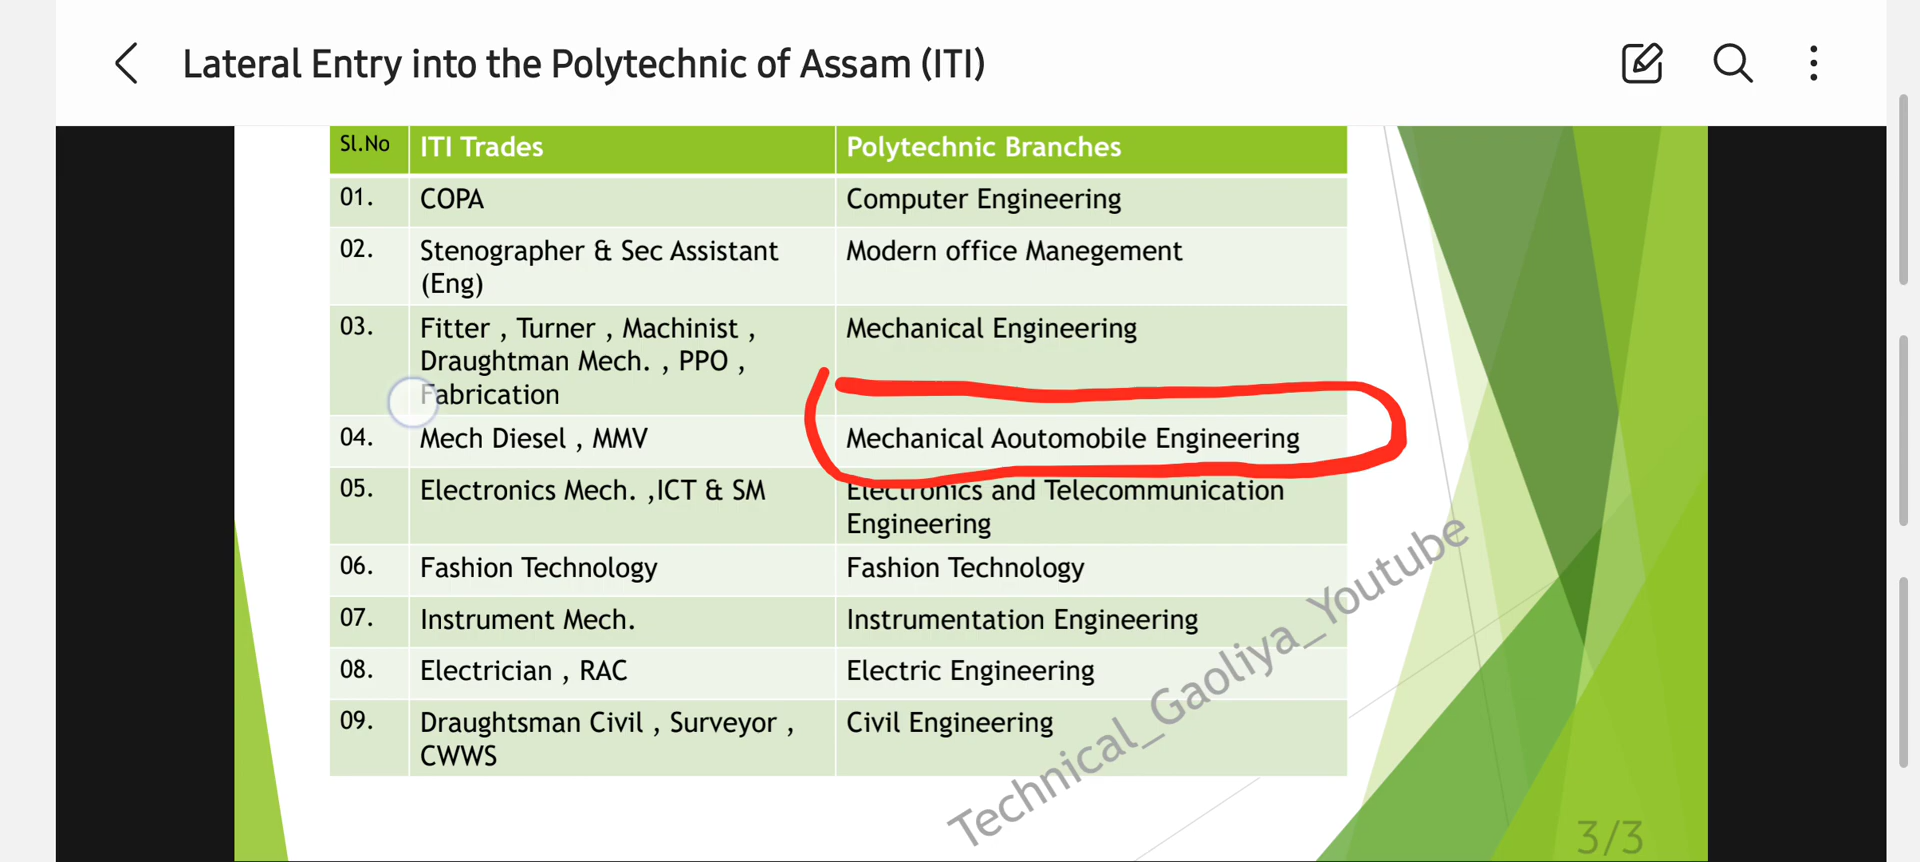 Lateral Entry into the Polytechnic of Assam (ITI)
Sl.No ITI Trades Polytechnic Branches
01. COPA Computer Engineering
02. Stenographer & Sec Assistant Modern office Manegement
(Eng)
03. Fitter , Turner , Machinist , Mechanical Engineering
Draughtman Mech. , PPO ,
Fabrication
04. Mech Diesel , MMV Mechanical Aoutomobile Engineering
05. Electronics Mech. ,ICT & SM Electronics and Telecommunication
Engineering
06. Fashion Technology Fashion Technology
07. Instrument Mech. Instrumentation Engineering
08. Electrician , RAC Electric Engineering
09. Draughtsman Civil , Surveyor , Civil Engineering
CWWS
Technical_Gaoliya_Youtube
3/3